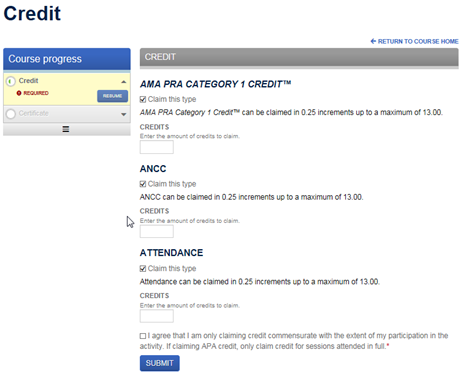 Credit
← RETURN TO COURSE HOME
Course progress
Credit
REQUIRED
RESUME
Certificate
CREDIT
AMA PRA CATEGORY 1 CREDIT™
Claim this type
AMA PRA Category 1 Credit™ can be claimed in 0.25 increments up to a maximum of 13.00.
CREDITS
Enter the amount of credits to claim.
ANCC
Claim this type
ANCC can be claimed in 0.25 increments up to a maximum of 13.00.
CREDITS
Enter the amount of credits to claim.
ATTENDANCE
Claim this type
Attendance can be claimed in 0.25 increments up to a maximum of 13.00.
CREDITS
Enter the amount of credits to claim.
I agree that I am only claiming credit commensurate with the extent of my participation in the
activity. If claiming APA credit, only claim credit for sessions attended in full.*
SUBMIT